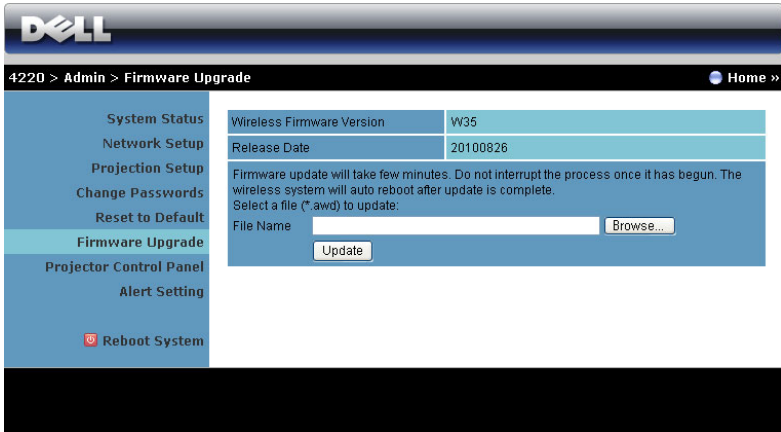 DELL
4220 > Admin > Firmware Upgrade
Home »
System Status
Network Setup
Projection Setup
Change Passwords
Reset to Default
Firmware Upgrade
Projector Control Panel
Alert Setting
Reboot System
Wireless Firmware Version W35
Release Date 20100826
Firmware update will take few minutes. Do not interrupt the process once it has begun. The
wireless system will auto reboot after update is complete.
Select a file (*.awd) to update:
File Name Browse...
Update